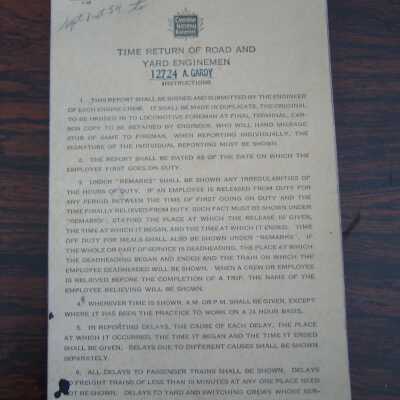 Sept 1st 54 to
Canadian
National
Railways
TIME RETURN OF ROAD AND
YARD ENGINEMEN
12724 A. GARDY
INSTRUCTIONS
1. THIS REPORT SHALL BE SIGNED AND SUBMITTED BY THE ENGINEER
OF EACH ENGINE CREW. IT SHALL BE MADE IN DUPLICATE, THE ORIGINAL
TO BE HANDED IN TO LOCOMOTIVE FOREMAN AT FINAL TERMINAL, CAR-
BON COPY TO BE RETAINED BY ENGINEER, WHO WILL HAND MILEAGE
STUB OF SAME TO FIREMAN. WHEN REPORTING INDIVIDUALLY, THE
SIGNATURE OF THE INDIVIDUAL REPORTING MUST BE SHOWN.
2. THE REPORT SHALL BE DATED AS OF THE DATE ON WHICH THE
EMPLOYEE FIRST GOES ON DUTY.
3. UNDER "REMARKS" SHALL BE SHOWN ANY IRREGULARITIES OF
THE HOURS OF DUTY. IF AN EMPLOYEE IS RELEASED FROM DUTY FOR
ANY PERIOD BETWEEN THE TIME OF FIRST GOING ON DUTY AND THE
TIME FINALLY RELIEVED FROM DUTY, SUCH FACT MUST BE SHOWN UNDER
"REMARKS", STATING THE PLACE AT WHICH THE RELEASE IS GIVEN,
THE TIME AT WHICH IT BEGAN, AND THE TIME AT WHICH IT ENDED. TIME
OFF DUTY FOR MEALS SHALL ALSO BE SHOWN UNDER "REMARKS". IF
THE WHOLE OR PART OF SERVICE IS DEADHEADING, THE PLACE AT WHICH
THE DEADHEADING BEGAN AND ENDED AND THE TRAIN ON WHICH THE
EMPLOYEE DEADHEADED WILL BE SHOWN. WHEN A CREW OR EMPLOYEE
IS RELIEVED BEFORE THE COMPLETION OF A TRIP, THE NAME OF THE
EMPLOYEE RELIEVING WILL BE SHOWN.
4. WHEREVER TIME IS SHOWN, A.M. OR P.M. SHALL BE GIVEN, EXCEPT
WHERE IT HAS BEEN THE PRACTICE TO WORK ON A 24 HOUR BASIS.
5. IN REPORTING DELAYS, THE CAUSE OF EACH DELAY, THE PLACE
AT WHICH IT OCCURRED, THE TIME IT BEGAN AND THE TIME IT ENDED
SHALL BE GIVEN. DELAYS DUE TO DIFFERENT CAUSES SHALL BE SHOWN
SEPARATELY.
6. ALL DELAYS TO PASSENGER TRAINS SHALL BE SHOWN. DELAYS
TO FREIGHT TRAINS OF LESS THAN 10 MINUTES AT ANY ONE PLACE NEED
NOT BE SHOWN. DELAYS TO YARD AND SWITCHING CREWS WHOSE